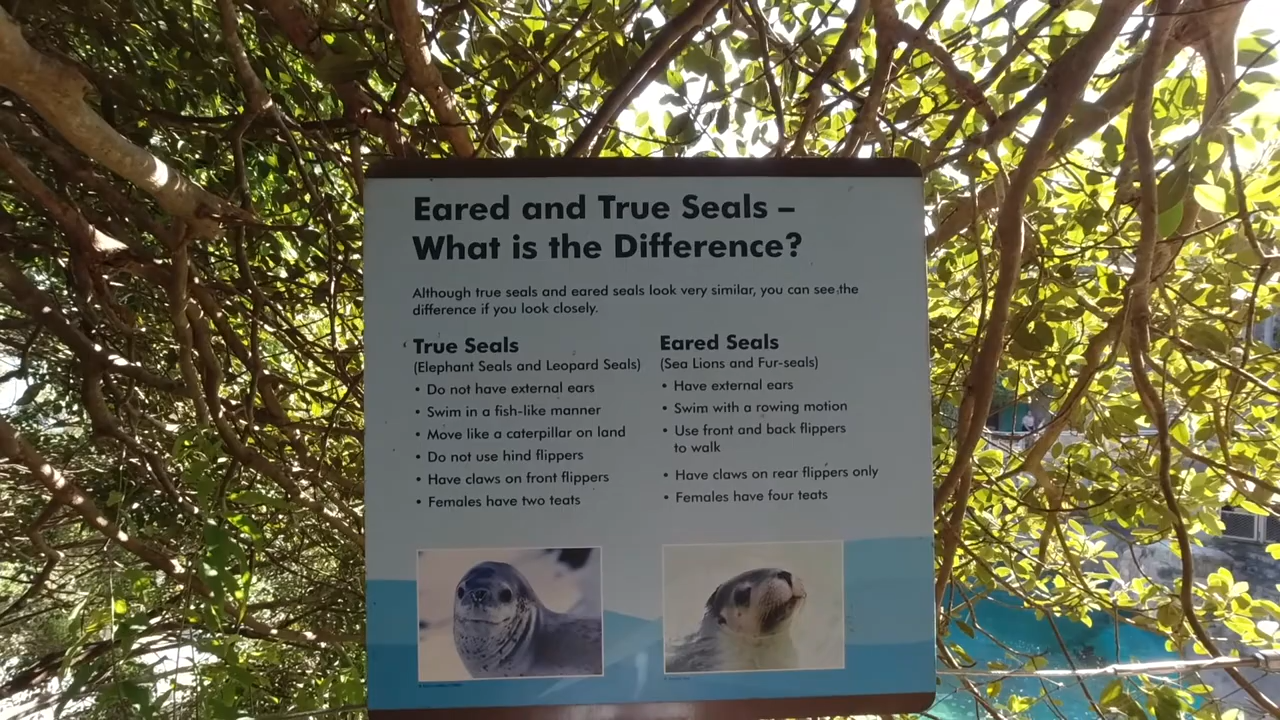 Eared and True Seals –
What is the Difference?
Although true seals and eared seals look very similar, you can see the
difference if you look closely.
True Seals
(Elephant Seals and Leopard Seals)
• Do not have external ears
• Swim in a fish-like manner
• Move like a caterpillar on land
• Do not use hind flippers
• Have claws on front flippers
• Females have two teats
Eared Seals
(Sea Lions and Fur-seals)
• Have external ears
• Swim with a rowing motion
• Use front and back flippers
to walk
• Have claws on rear flippers only
• Females have four teats